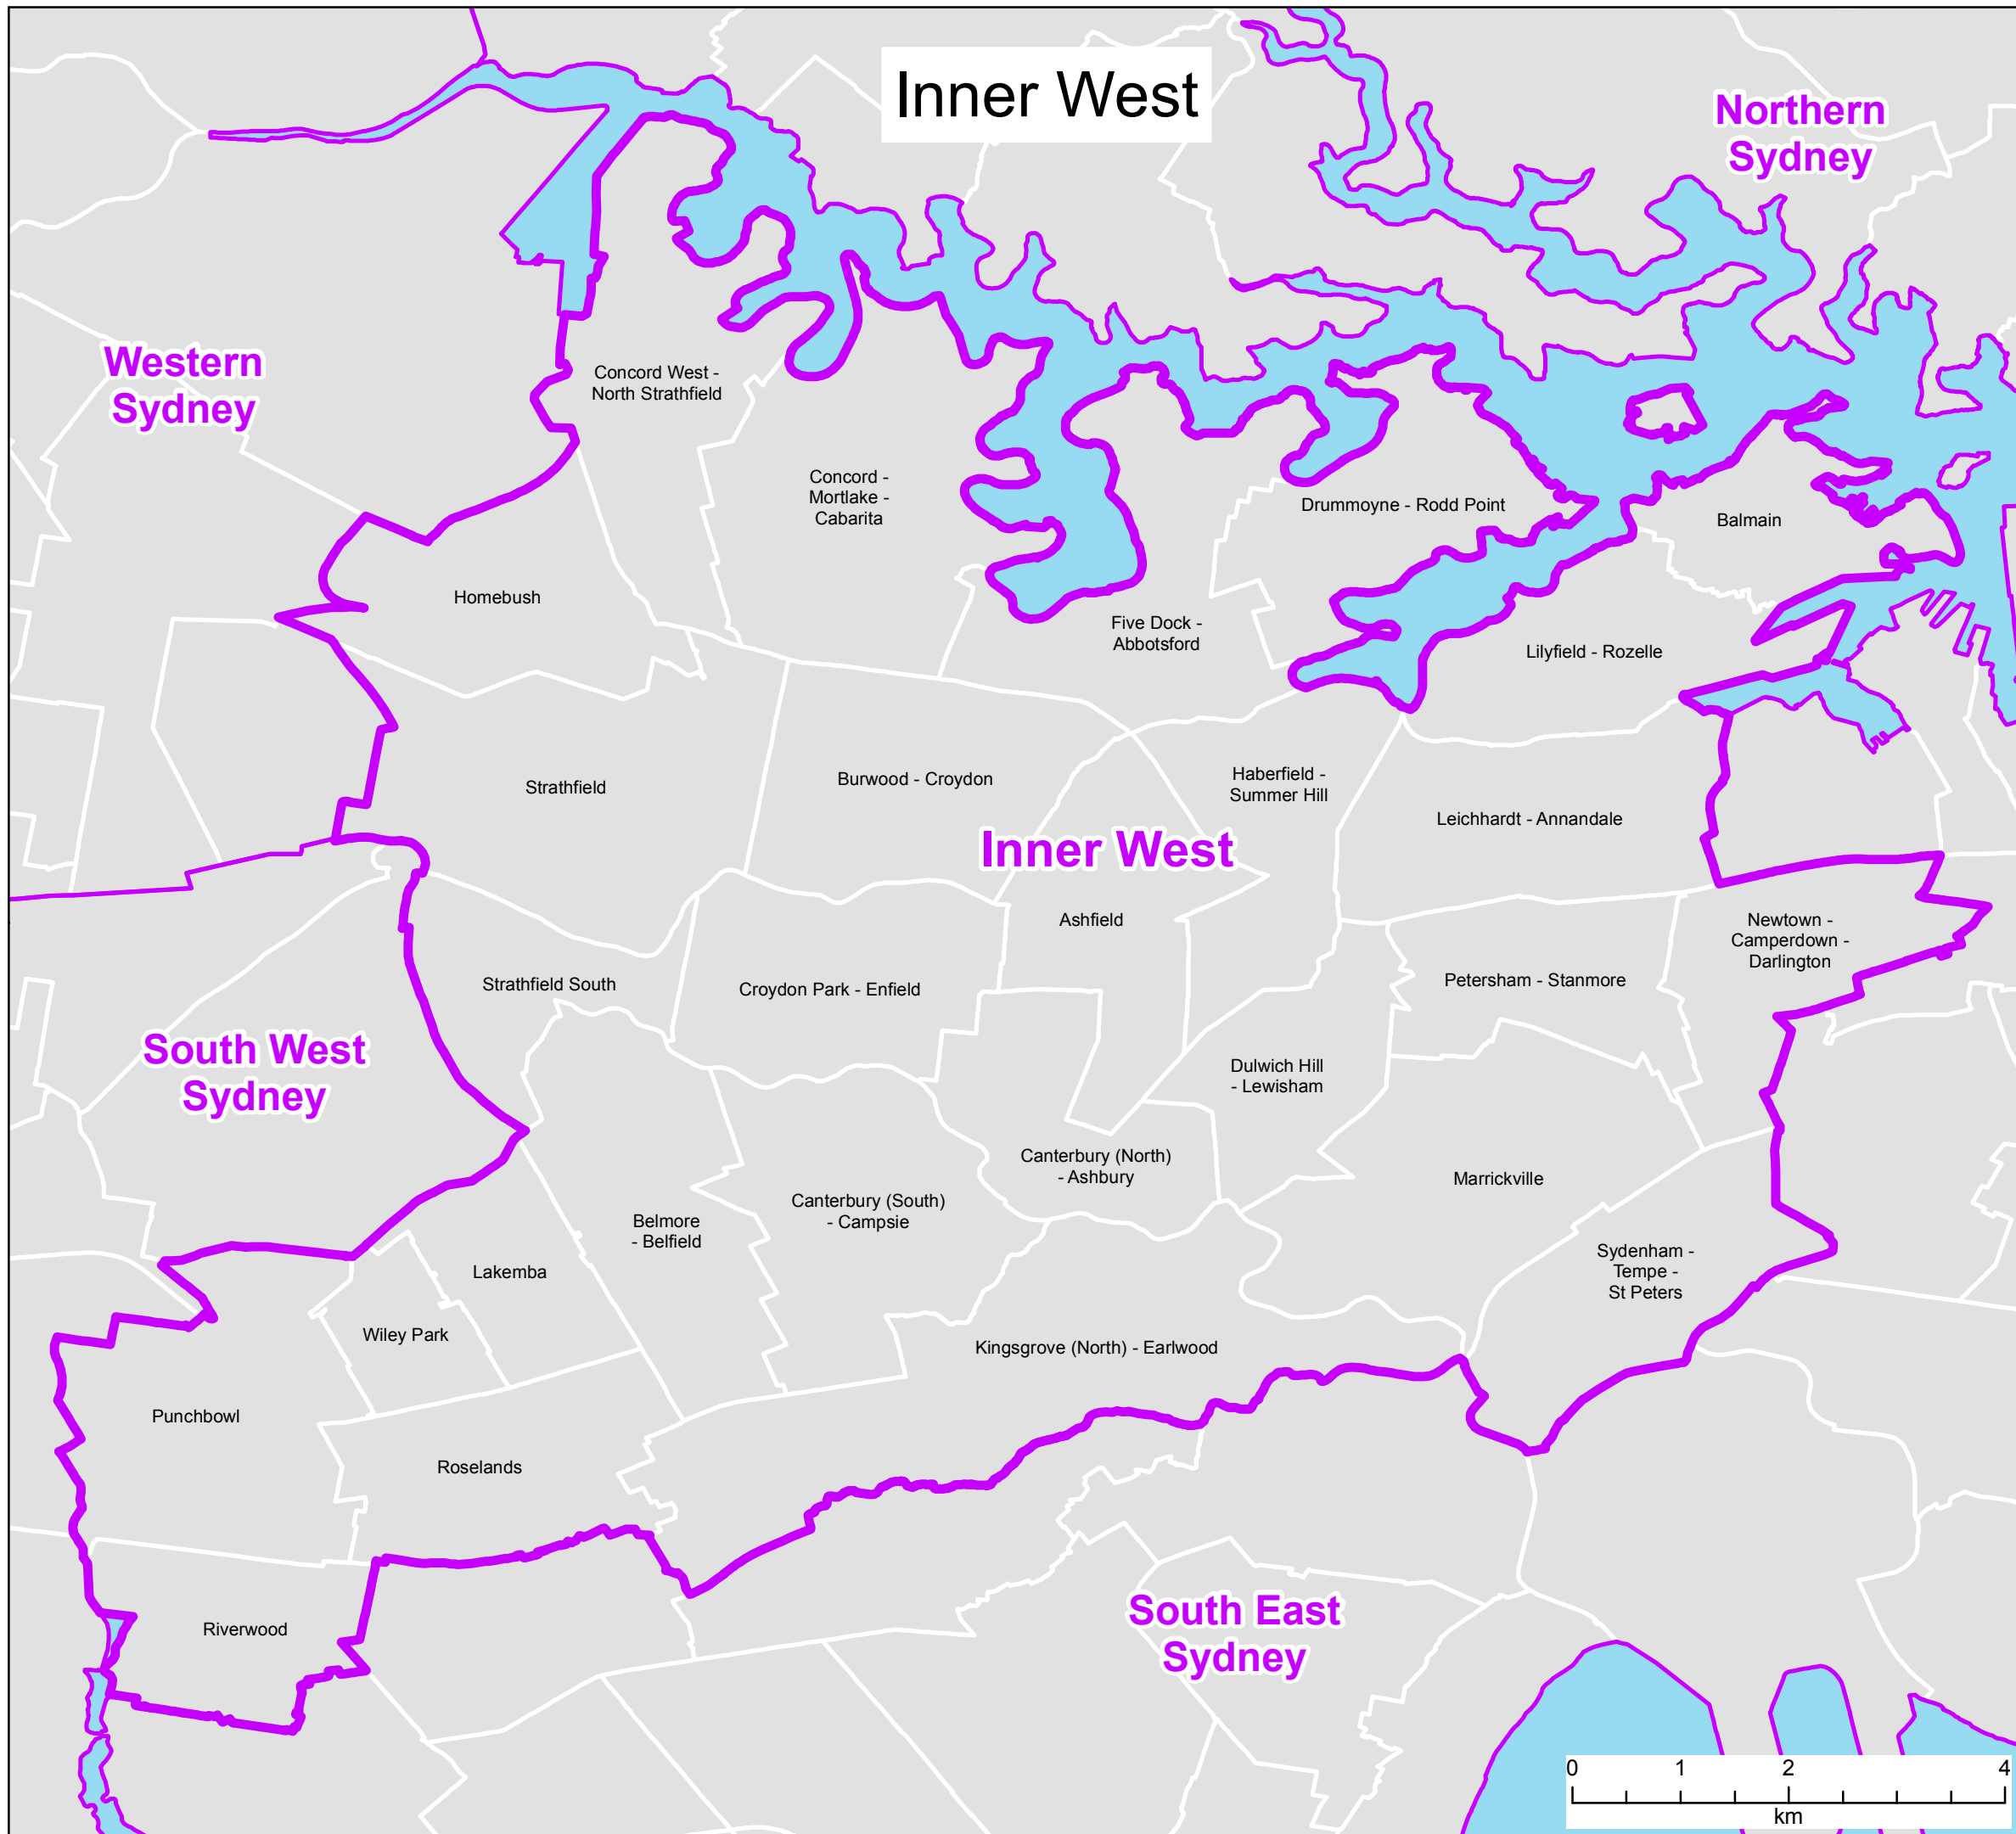 Inner West
Northern
Sydney
Western
Sydney
Concord West -
North Strathfield
Concord -
Mortlake -
Cabarita
Drummoyne - Rodd Point
Balmain
Homebush
Five Dock -
Abbotsford
Lilyfield - Rozelle
Strathfield
Burwood - Croydon
Haberfield -
Summer Hill
Leichhardt - Annandale
Inner West
Ashfield
Newtown -
Camperdown -
Darlington
Strathfield South
Croydon Park - Enfield
Petersham - Stanmore
South West
Sydney
Dulwich Hill
- Lewisham
Canterbury (North)
- Ashbury
Marrickville
Canterbury (South)
- Campsie
Belmore
- Belfield
Lakemba
Sydenham -
Tempe -
St Peters
Wiley Park
Kingsgrove (North) - Earlwood
Punchbowl
Roselands
Riverwood
South East
Sydney
0 1 2 4
km